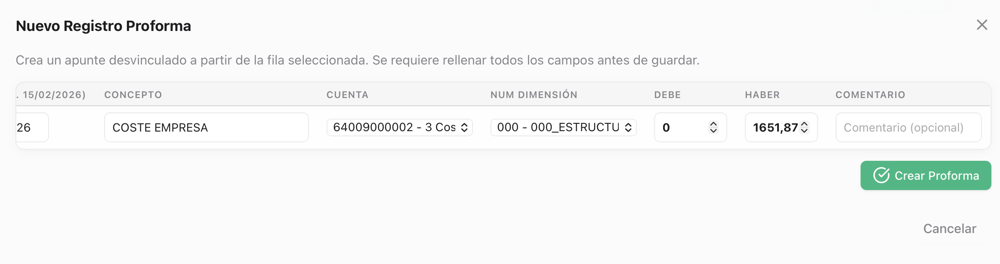 Nuevo Registro Proforma
Crea un apunte desvinculado a partir de la fila seleccionada. Se requiere rellenar todos los campos antes de guardar.
. 15/02/2026) CONCEPTO CUENTA NUM DIMENSIÓN DEBE HABER COMENTARIO
26 COSTE EMPRESA 64009000002 - 3 Cos 000 - 000_ESTRUCTU 0 1651,87 Comentario (opcional)
Crear Proforma
Cancelar